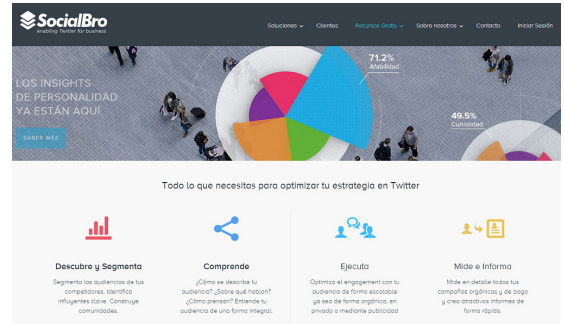 SocialBro
enabling Twitter for business
Soluciones Clientes Recursos Gratis Sobre nosotros Contacto Iniciar Sesión
71.2%
Afabilidad
LOS INSIGHTS
DE PERSONALIDAD
YA ESTÁN AQUÍ.
49.5%
Curiosidad
SABER MÁS
Todo lo que necesitas para optimizar tu estrategia en Twitter
Descubre y Segmenta
Segmenta las audiencias de tus
competidores. Identifica
influyentes clave. Construye
comunidades.
Comprende
¿Cómo se describe tu
audiencia? ¿Sobre qué hablan?
¿Cómo piensan? Entiende tu
audiencia de una forma integral.
Ejecuta
Optimiza el engagement con tu
audiencia de forma escalable
ya sea de forma orgánica, en
privado o mediante publicidad
Mide e Informa
Mide en detalle todas tus
campañas orgánicas y de pago
y crea atractivos informes de
forma rápida.